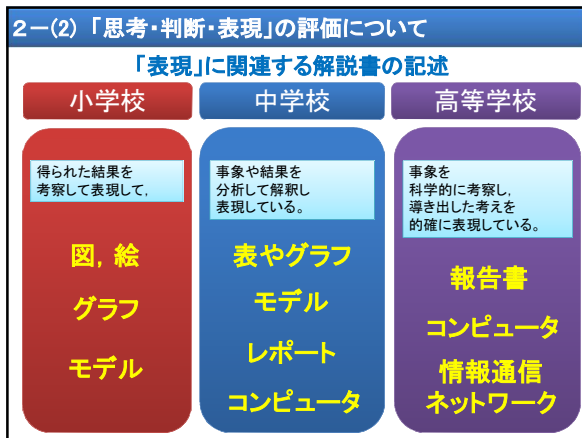 ２－(2) 「思考・判断・表現」の評価について
「表現」に関連する解説書の記述
小学校
得られた結果を
考察して表現して，
図，絵
グラフ
モデル
中学校
事象や結果を
分析して解釈し
表現している。
表やグラフ
モデル
レポート
コンピュータ
高等学校
事象を
科学的に考察し，
導き出した考えを
的確に表現している。
報告書
コンピュータ
情報通信
ネットワーク